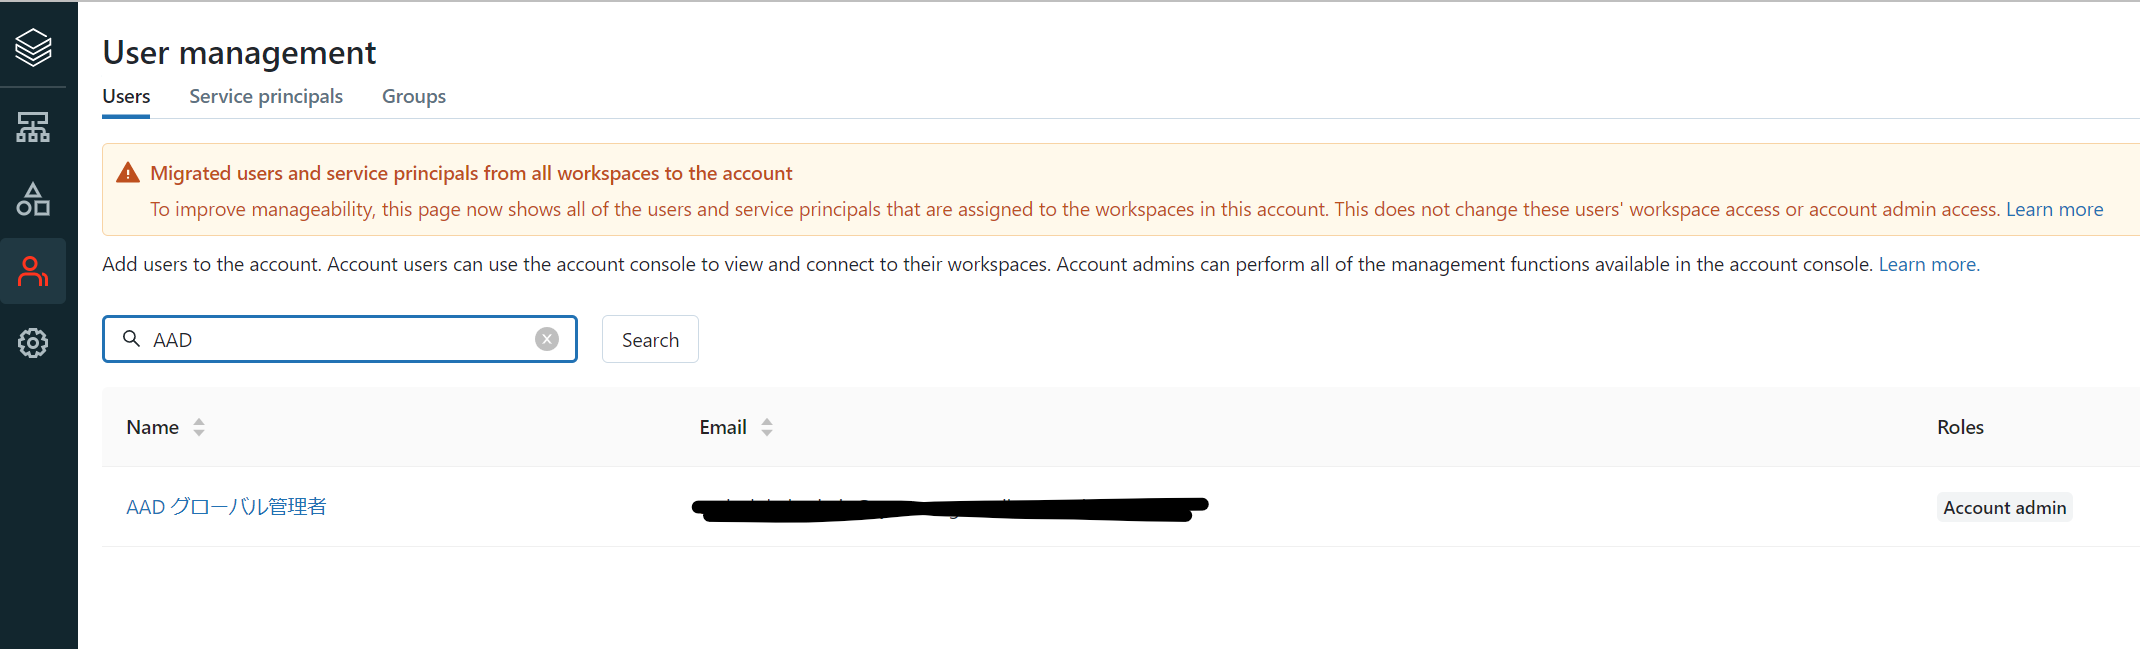 User management
Users Service principals Groups
Migrated users and service principals from all workspaces to the account
To improve manageability, this page now shows all of the users and service principals that are assigned to the workspaces in this account. This does not change these users' workspace access or account admin access. Learn more
Add users to the account. Account users can use the account console to view and connect to their workspaces. Account admins can perform all of the management functions available in the account console. Learn more.
AAD Search
Name Email Roles
AAD グローバル管理者 Account admin